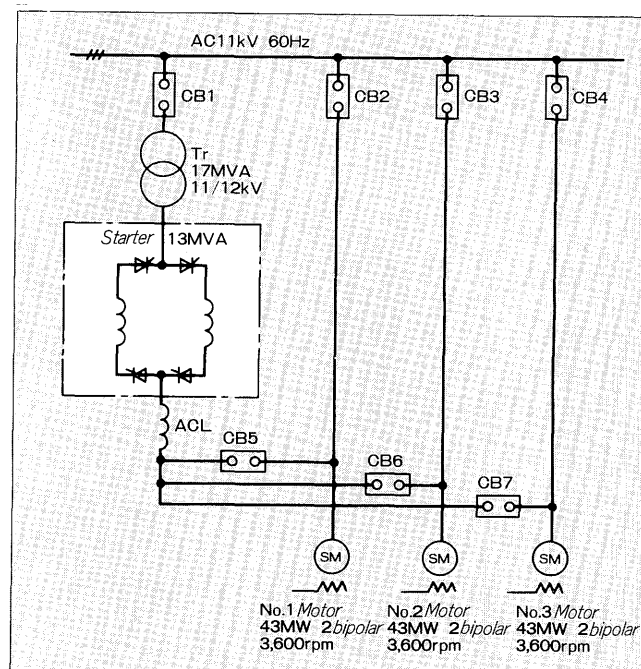 AC11kV 60Hz
CB1
CB2
CB3
CB4
Tr
17MVA
11/12kV
Starter 13MVA
ACL
CB5
CB6
CB7
SM
SM
SM
No.1 Motor
43MW 2bipolar
3,600rpm
No.2 Motor
43MW 2bipolar
3,600rpm
No.3 Motor
43MW 2bipolar
3,600rpm